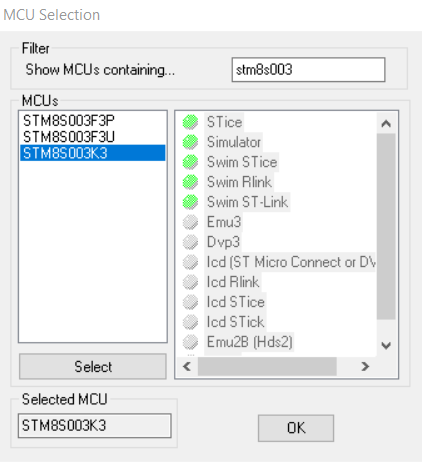 MCU Selection
Filter
Show MCUs containing...
stm8s003
MCUs
STM8S003F3P
STM8S003F3U
STM8S003K3
STice
Simulator
Swim STice
Swim Rlink
Swim ST-Link
Emu3
Dvp3
Icd (ST Micro Connect or DV
Icd Rlink
Icd STice
Icd STick
Emu2B (Hds2)
Select
Selected MCU
STM8S003K3
OK